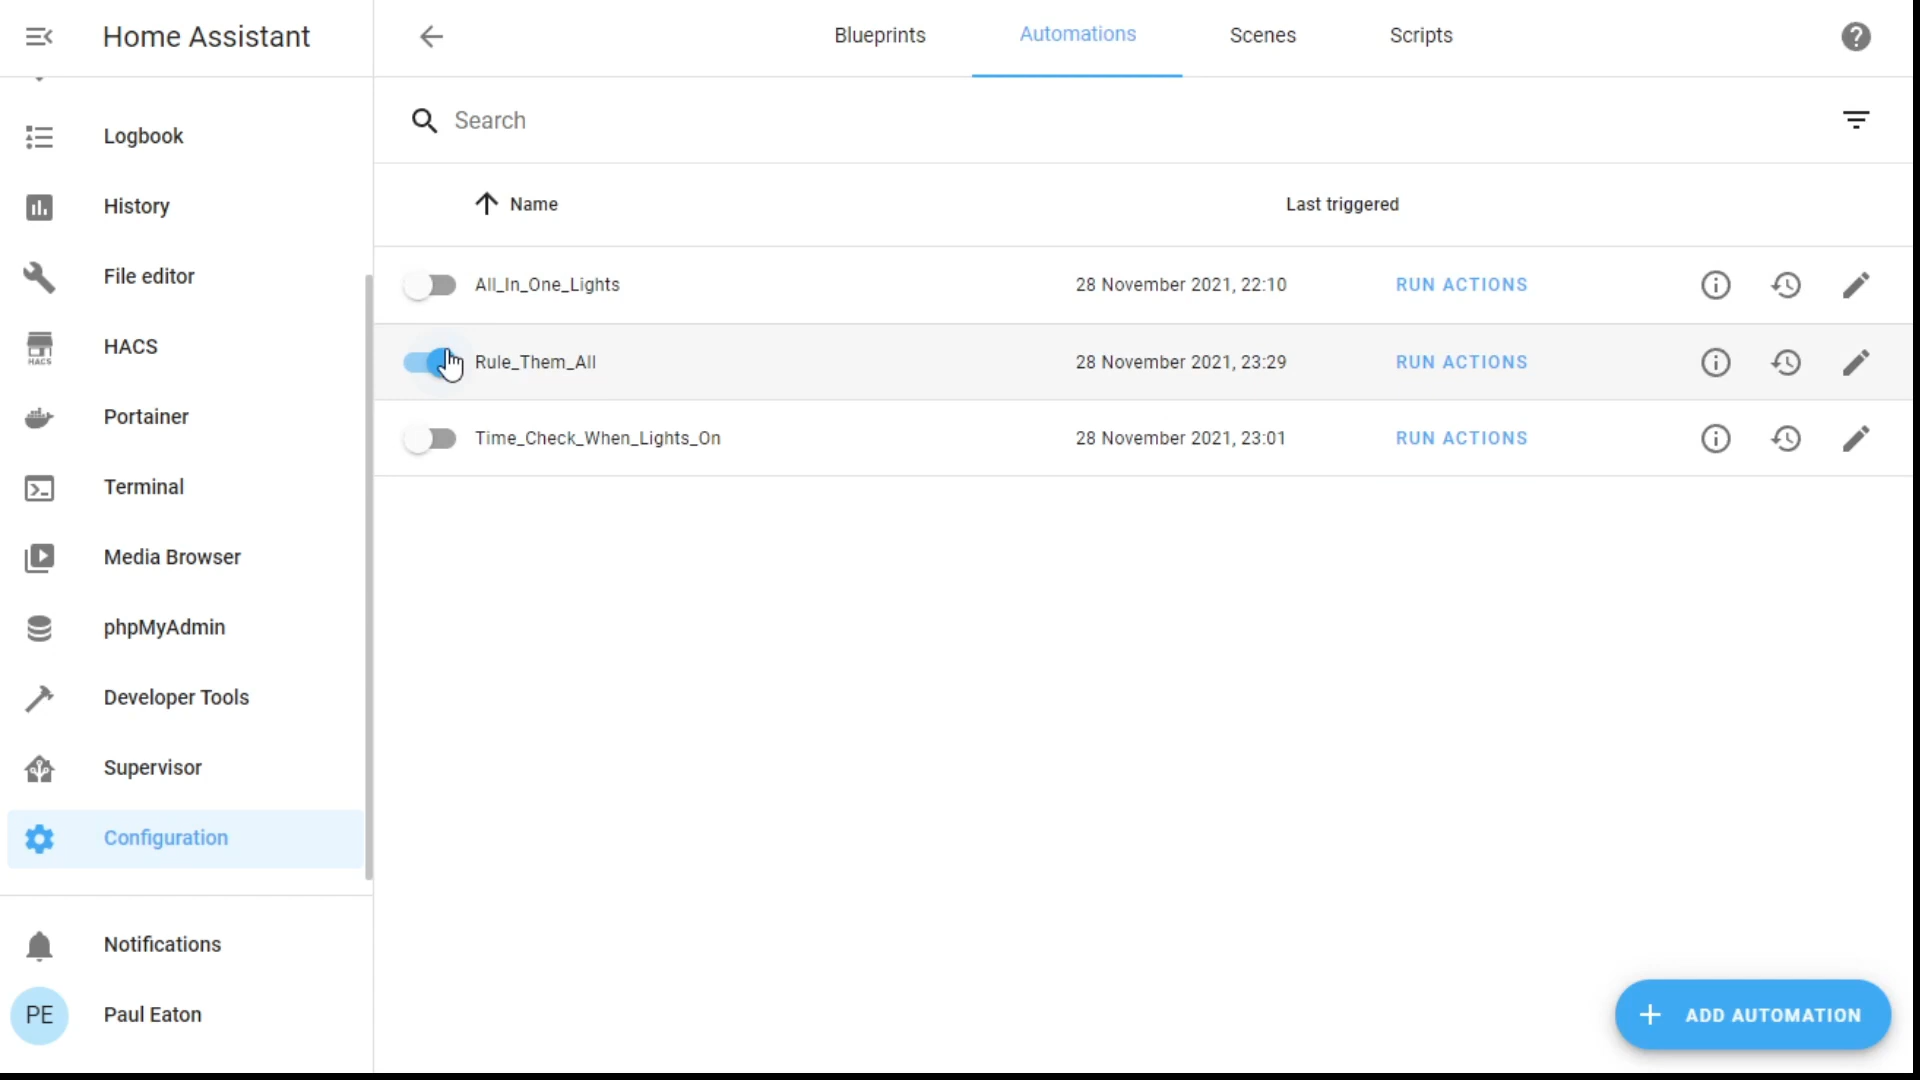 Home Assistant
Blueprints
Automations
Scenes
Scripts
Logbook
History
File editor
HACS
HACS
Portainer
Terminal
Media Browser
phpMyAdmin
Developer Tools
Supervisor
Configuration
Notifications
PE
Paul Eaton
Search
Name
Last triggered
All_In_One_Lights
28 November 2021, 22:10
RUN ACTIONS
Rule_Them_All
28 November 2021, 23:29
RUN ACTIONS
Time_Check_When_Lights_On
28 November 2021, 23:01
RUN ACTIONS
ADD AUTOMATION